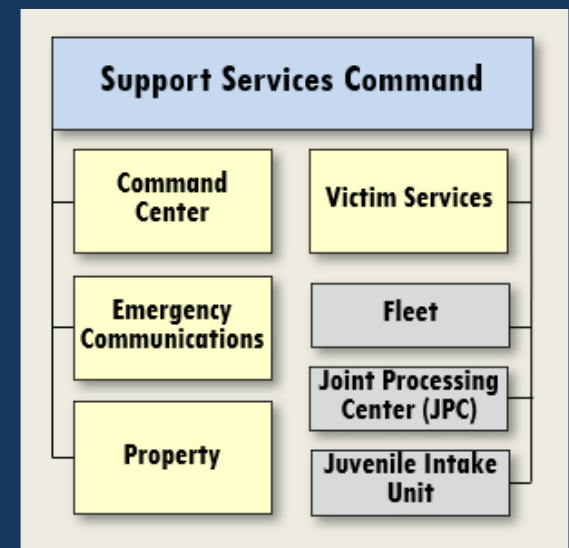 Support Services Command
Command
Center
Emergency
Communications
Property
Victim Services
Fleet
Joint Processing
Center (JPC)
Juvenile Intake
Unit